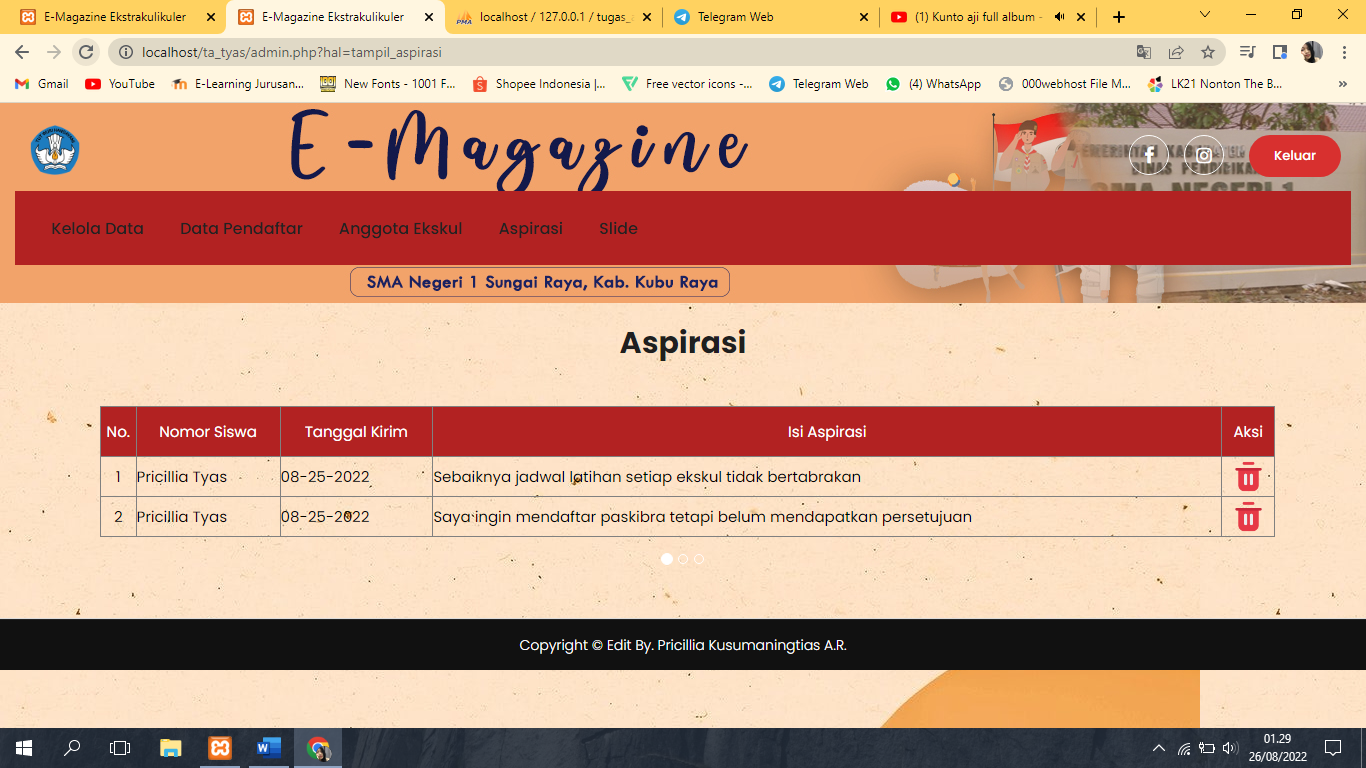 E-Magazine Ekstrakulikuler
E-Magazine Ekstrakulikuler
localhost / 127.0.0.1 / tugas_
Telegram Web
(1) Kunto aji full album -
localhost/ta_tyas/admin.php?hal=tampil_aspirasi
Gmail
YouTube
E-Learning Jurusan...
New Fonts - 1001 F...
Shopee Indonesia |...
Free vector icons -...
Telegram Web
(4) WhatsApp
000webhost File M...
LK21 Nonton The B...
»
E-Magazine
Keluar
Kelola Data
Data Pendaftar
Anggota Ekskul
Aspirasi
Slide
SMA Negeri 1 Sungai Raya, Kab. Kubu Raya
Aspirasi
No. Nomor Siswa Tanggal Kirim Isi Aspirasi Aksi
1 Pricillia Tyas 08-25-2022 Sebaiknya jadwal latihan setiap ekskul tidak bertabrakan
2 Pricillia Tyas 08-25-2022 Saya ingin mendaftar paskibra tetapi belum mendapatkan persetujuan
Copyright © Edit By. Pricillia Kusumaningtias A.R.
01.29
26/08/2022